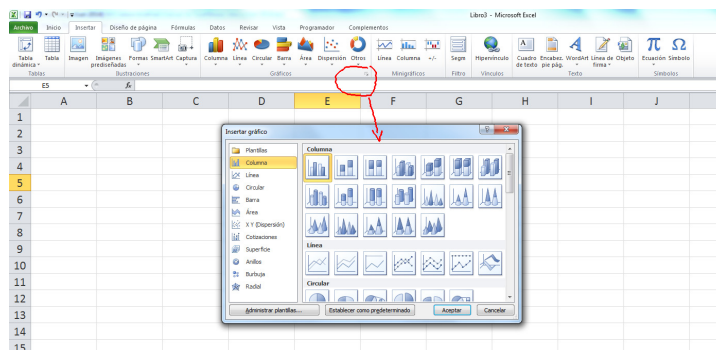 Libro3 - Microsoft Excel
Archivo Inicio Insertar Diseño de página Fórmulas Datos Revisar Vista Programador Complementos
Tabla dinámica Tabla Imagen Imágenes prediseñadas Formas SmartArt Captura Columna Línea Circular Barra Área Dispersión Otros Línea Columna +/- Segm Hipervínculo Cuadro de texto Encabez. pie pág. WordArt Línea de firma Objeto Ecuación Símbolo
Tablas Ilustraciones Gráficos Minigráficos Filtro Vínculos Texto Símbolos
E5 fx
A B C D E F G H I J
1
2
3
4
5
6
7
8
9
10
11
12
13
14
15
Insertar gráfico
Plantillas
Columna
Línea
Circular
Barra
Área
X Y (Dispersión)
Cotizaciones
Superficie
Anillos
Burbuja
Radial
Columna
Línea
Circular
Administrar plantillas... Establecer como predeterminado Aceptar Cancelar